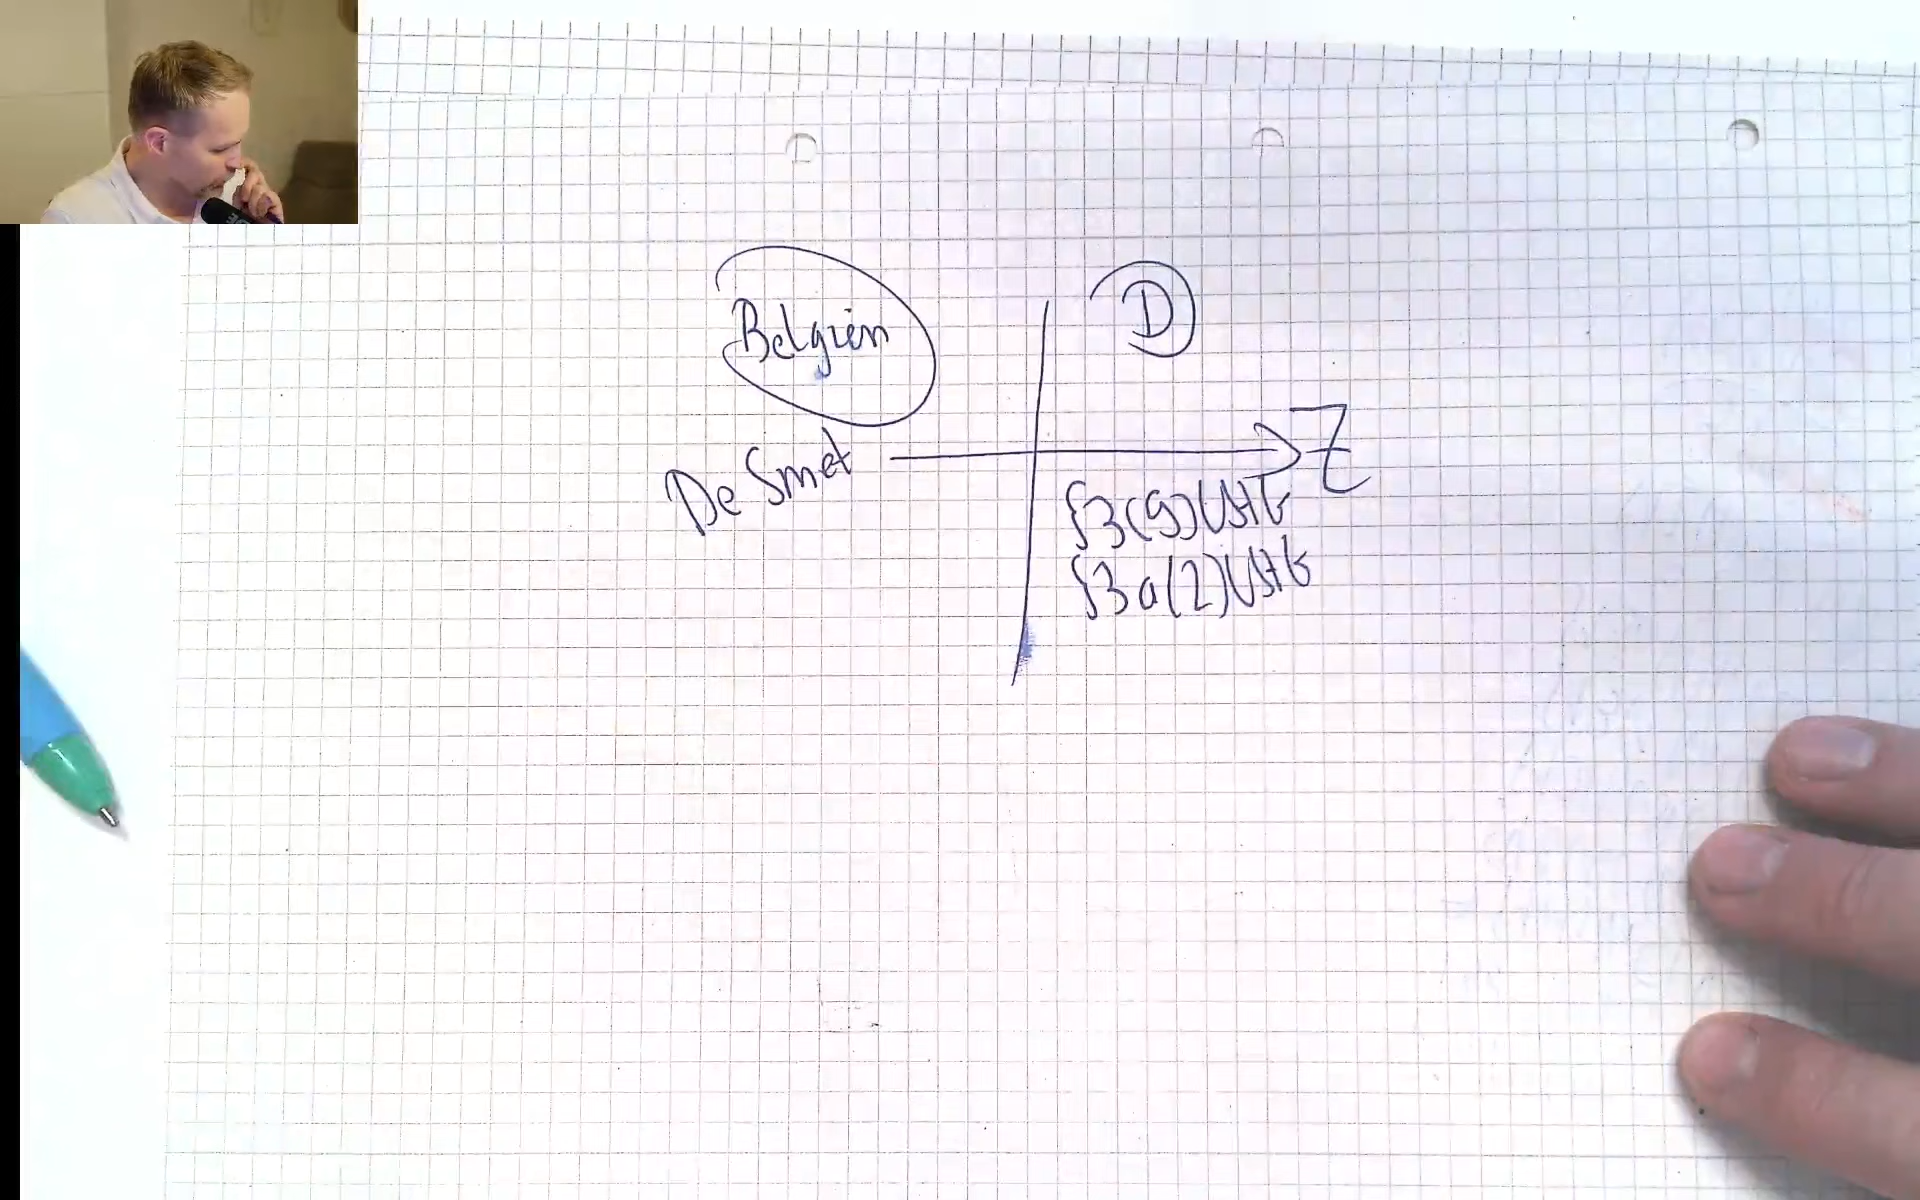 Belgien
D
De Smet
Z
§3(9)UStG
§3a(2)UStG